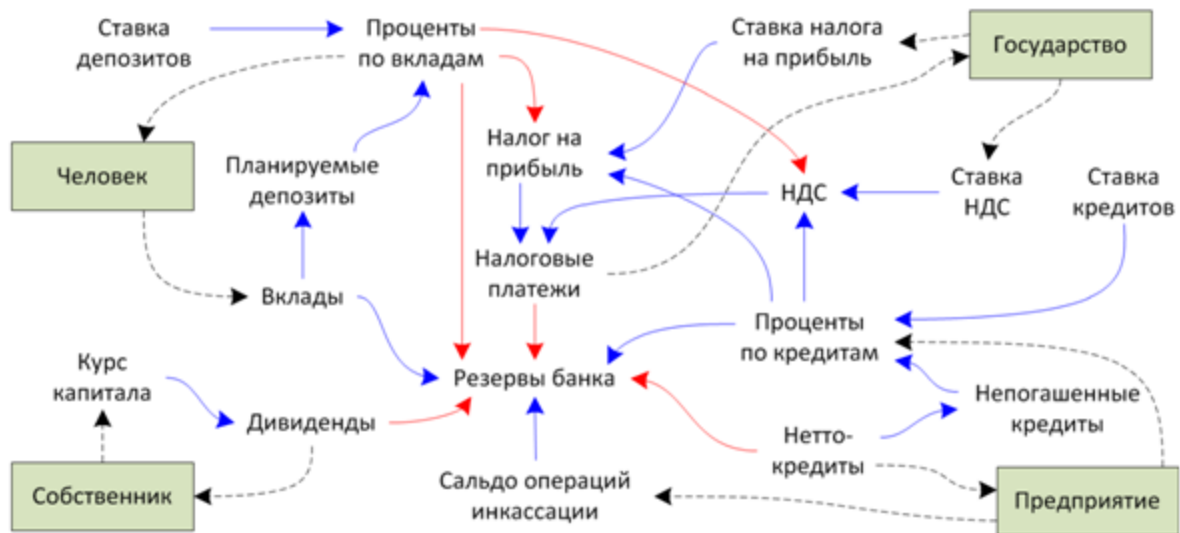 Ставка
депозитов
Проценты
по вкладам
Ставка налога
на прибыль
Государство
Человек
Планируемые
депозиты
Налог на
прибыль
НДС
Ставка
НДС
Ставка
кредитов
Вклады
Налоговые
платежи
Проценты
по кредитам
Курс
капитала
Резервы банка
Дивиденды
Непогашенные
кредиты
Нетто-
кредиты
Собственник
Сальдо операций
инкассации
Предприятие